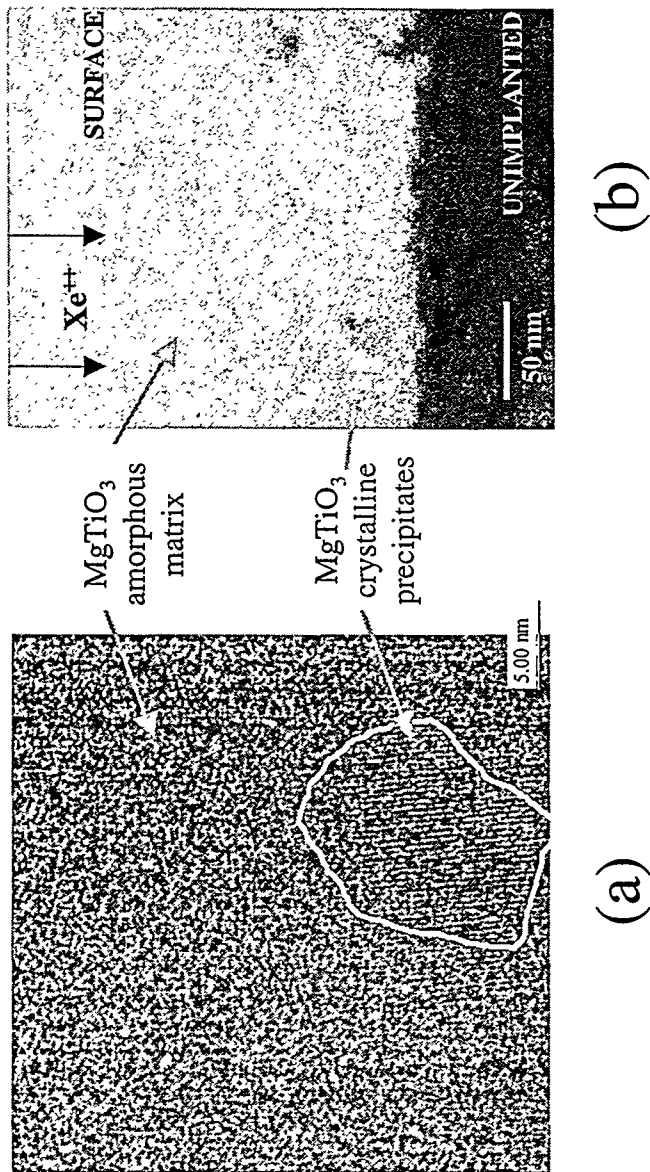 MgTiO3
amorphous
matrix
MgTiO3
crystalline
precipitates
5.00 nm
(a)
Xe++
SURFACE
50 nm
UNIMPLANTED
(b)